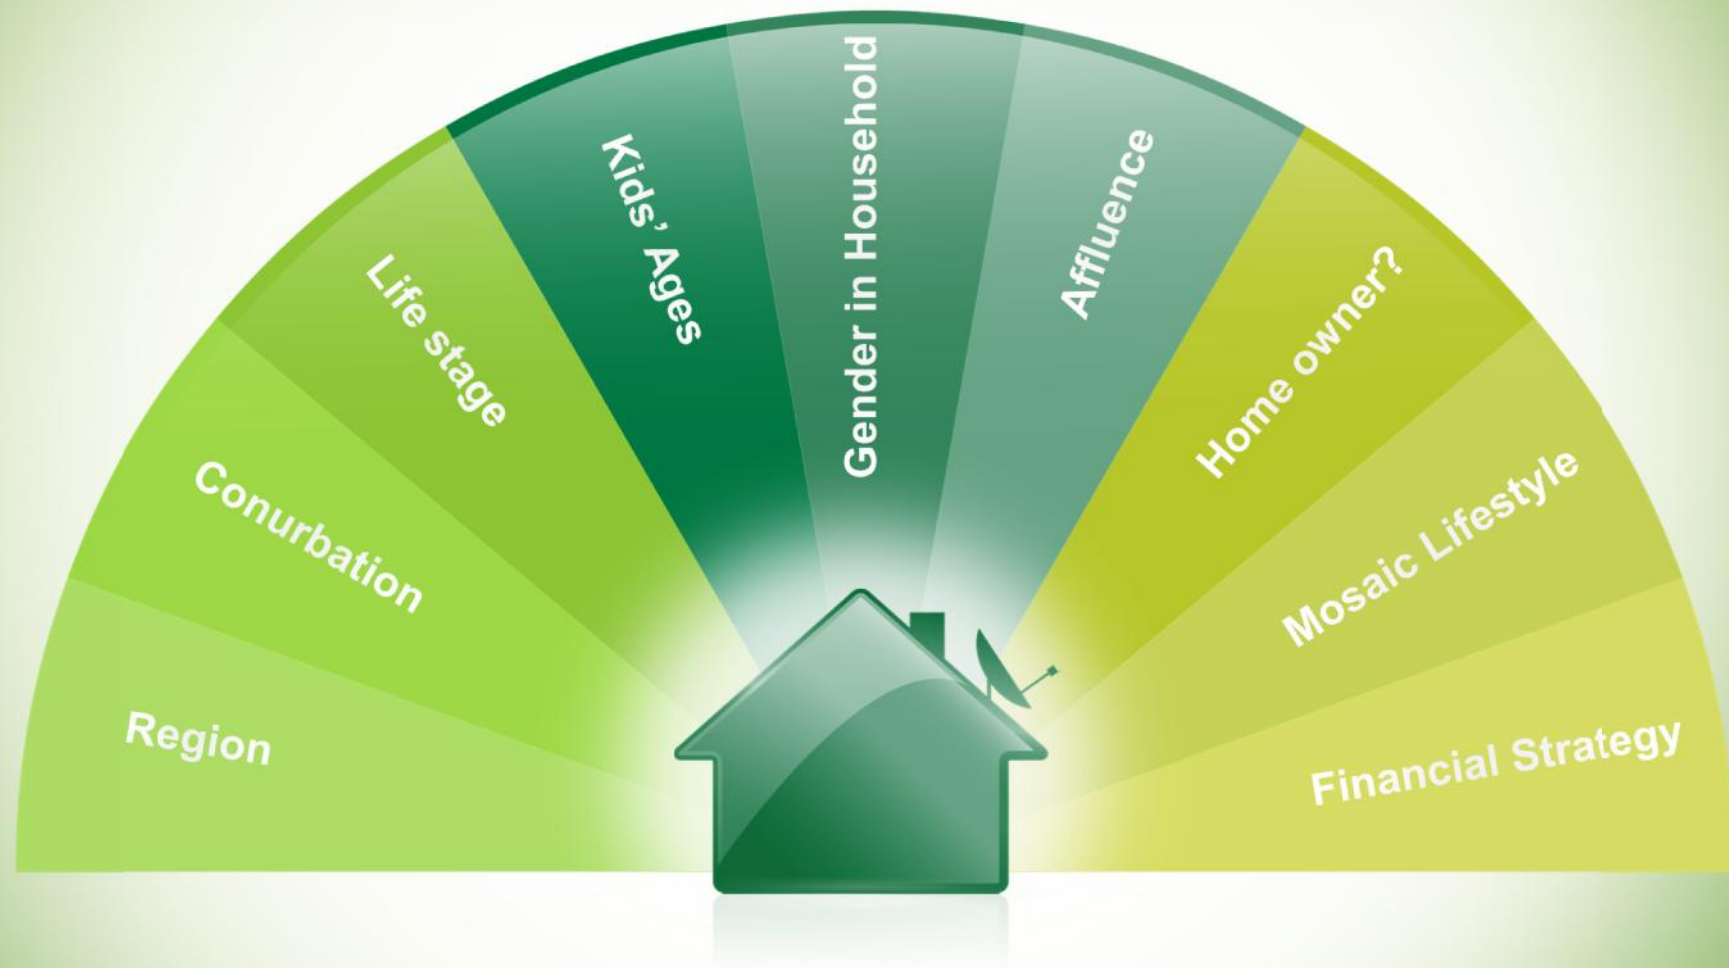 Region
Conurbation
Life stage
Kids’ Ages
Gender in Household
Affluence
Home owner?
Mosaic Lifestyle
Financial Strategy